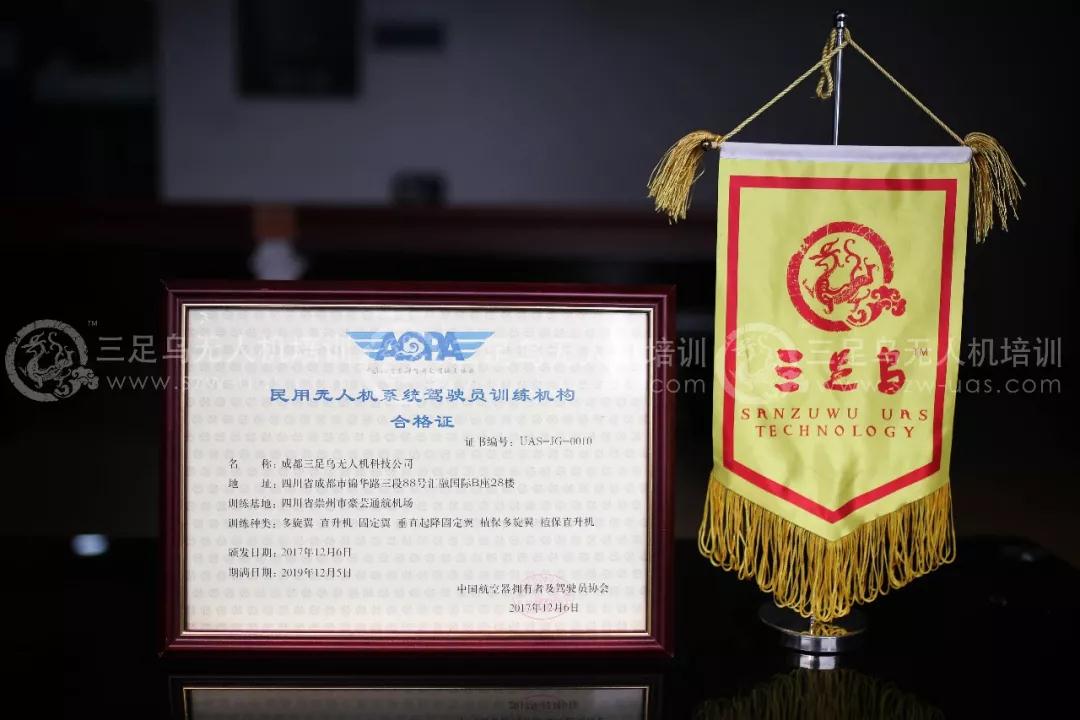 AOPA
民用无人机系统驾驶员训练机构
合格证
证书编号：UAS-JG-0010
名　称：成都三足乌无人机科技公司
地　址：四川省成都市锦华路三段88号汇融国际B座28楼
训练基地：四川省崇州市豪芸通航机场
训练种类：多旋翼 直升机 固定翼 垂直起降固定翼 植保多旋翼 植保直升机
颁发日期：2017年12月6日
期满日期：2019年12月5日
中国航空器拥有者及驾驶员协会
2017年12月6日
三足乌™
SANZUWU UAS
TECHNOLOGY
三足乌无人机培训
三足乌无人机培训